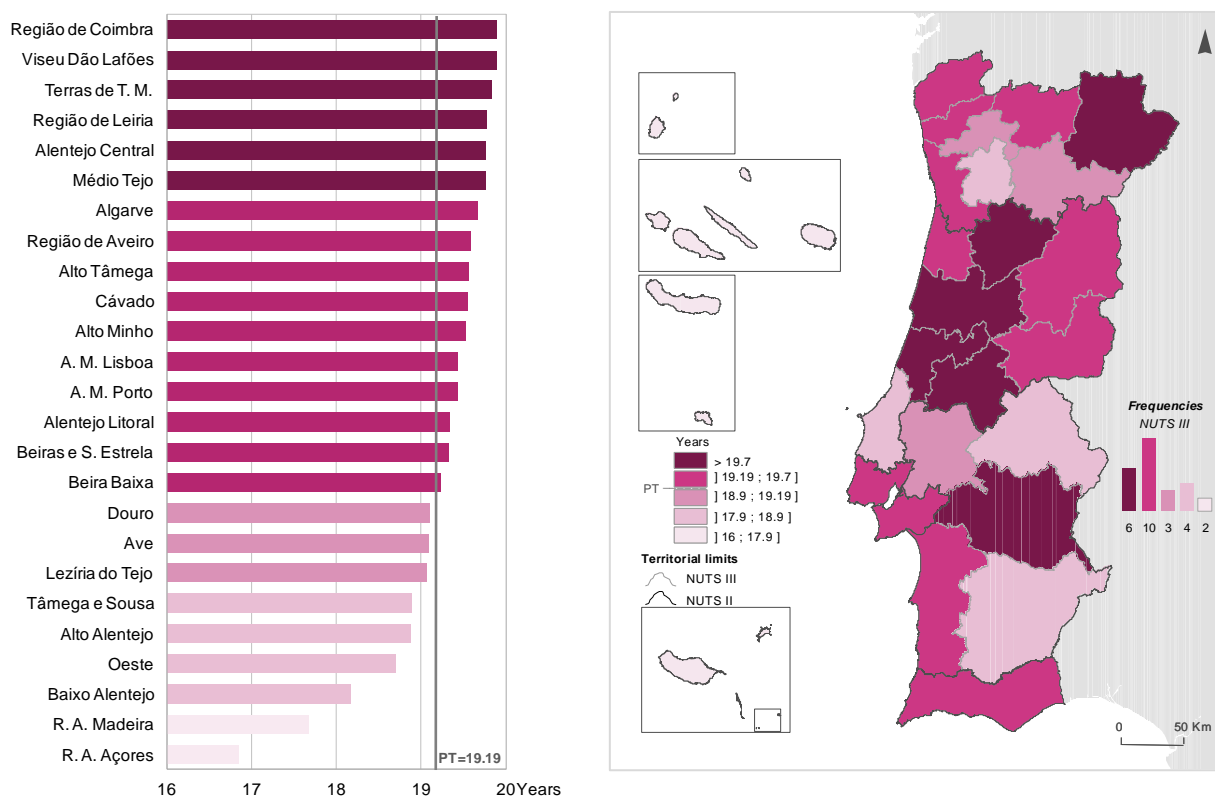 Região de Coimbra
Viseu Dão Lafões
Terras de T. M.
Região de Leiria
Alentejo Central
Médio Tejo
Algarve
Região de Aveiro
Alto Tâmega
Cávado
Alto Minho
A. M. Lisboa
A. M. Porto
Alentejo Litoral
Beiras e S. Estrela
Beira Baixa
Douro
Ave
Lezíria do Tejo
Tâmega e Sousa
Alto Alentejo
Oeste
Baixo Alentejo
R. A. Madeira
R. A. Açores
PT=19.19
16 17 18 19 20 Years
Years
> 19.7
] 19.19 ; 19.7 ]
PT
] 18.9 ; 19.19 ]
] 17.9 ; 18.9 ]
] 16 ; 17.9 ]
Territorial limits
NUTS III
NUTS II
Frequencies
NUTS III
6 10 3 4 2
0 50 Km